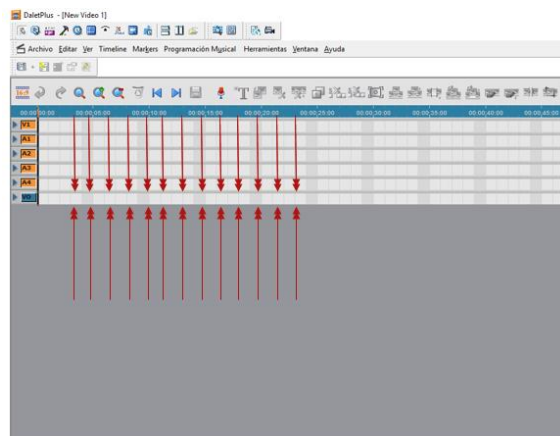 DaletPlus - [New Video 1]
Archivo Editar Ver Timeline Markers Programación Musical Herramientas Ventana Ayuda
00:00:00:00 00:00:05:00 00:00:10:00 00:00:15:00 00:00:20:00 00:00:25:00 00:00:30:00 00:00:35:00 00:00:40:00 00:00:45:00
V1
A1
A2
A3
A4